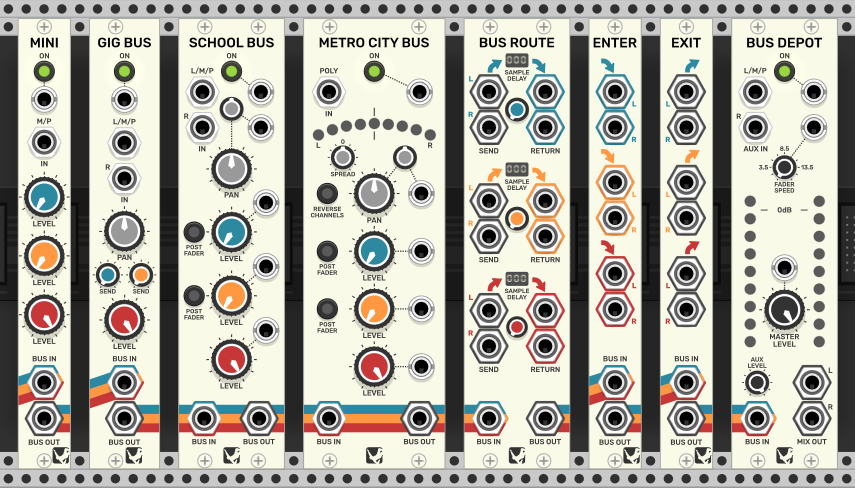 MINI
ON
M/P
IN
LEVEL
LEVEL
LEVEL
BUS IN
BUS OUT
GIG BUS
ON
L/M/P
R
IN
PAN
SEND SEND
LEVEL
BUS IN
BUS OUT
SCHOOL BUS
L/M/P ON
R
IN
PAN
POST
FADER
LEVEL
POST
FADER
LEVEL
LEVEL
BUS IN BUS OUT
METRO CITY BUS
POLY ON
IN
L R
0
SPREAD
REVERSE
CHANNELS
PAN
POST
FADER
LEVEL
POST
FADER
LEVEL
LEVEL
BUS IN BUS OUT
BUS ROUTE
000
SAMPLE
DELAY
L
R
SEND RETURN
000
SAMPLE
DELAY
L
R
SEND RETURN
000
SAMPLE
DELAY
L
R
SEND RETURN
BUS IN BUS OUT
ENTER
L
R
L
R
L
R
BUS IN
BUS OUT
EXIT
L
R
L
R
L
R
BUS IN
BUS OUT
BUS DEPOT
L/M/P ON
R
AUX IN
8.5
3.5 13.5
FADER
SPEED
0dB
MASTER
LEVEL
AUX
LEVEL
L
R
BUS IN MIX OUT